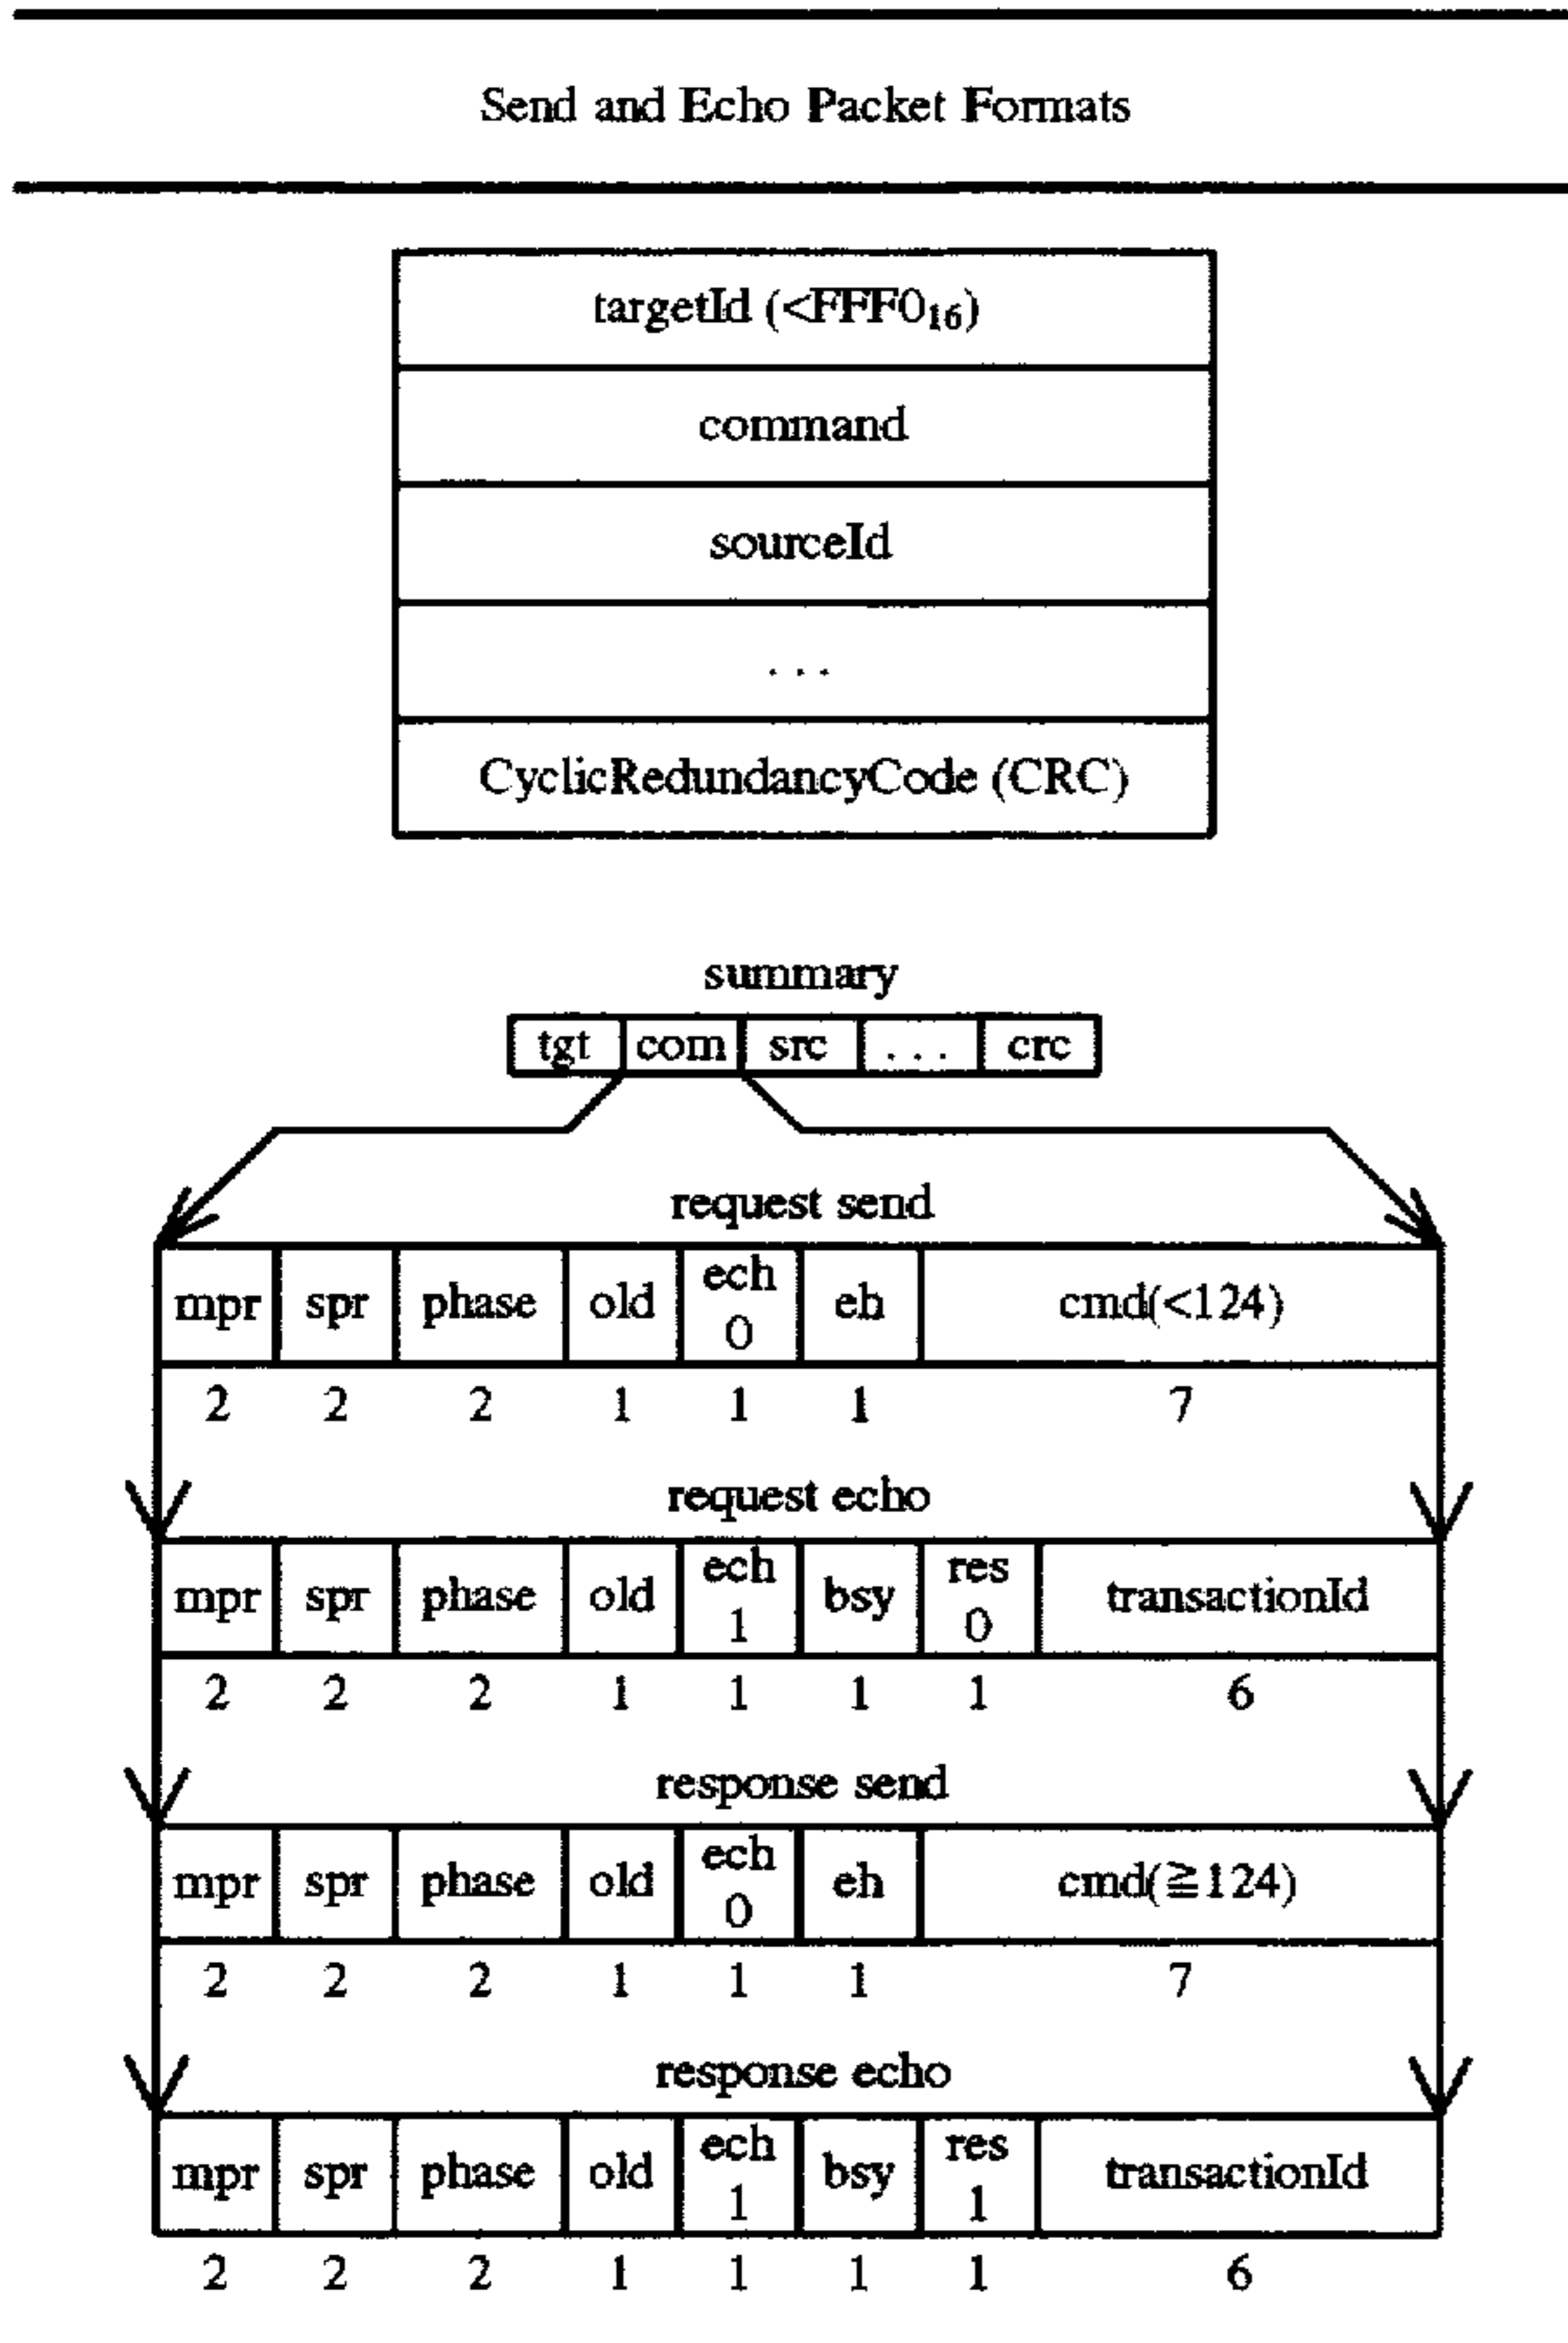 Send and Echo Packet Formats
targetId (<FFF0₁₆)
command
sourceId
. . .
CyclicRedundancyCode (CRC)
summary
tgt com src . . . crc
request send
mpr spr phase old ech 0 eh cmd(<124)
2 2 2 1 1 1 7
request echo
mpr spr phase old ech 1 bsy res 0 transactionId
2 2 2 1 1 1 1 6
response send
mpr spr phase old ech 0 eh cmd(≧124)
2 2 2 1 1 1 7
response echo
mpr spr phase old ech 1 bsy res 1 transactionId
2 2 2 1 1 1 1 6